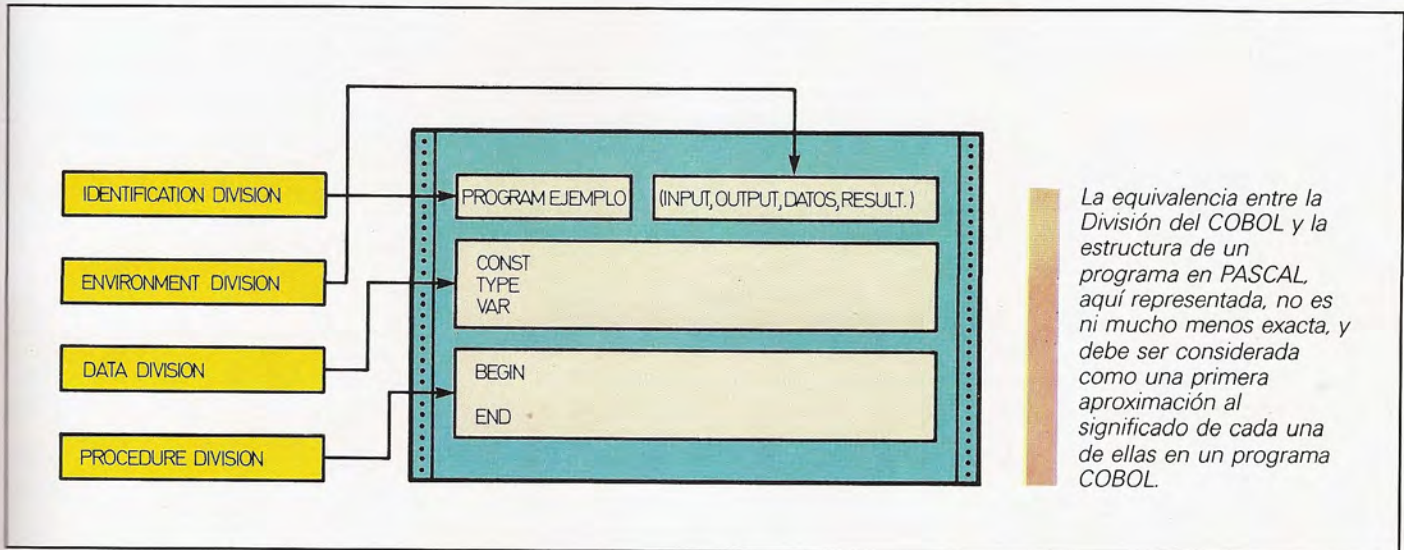 IDENTIFICATION DIVISION
ENVIRONMENT DIVISION
DATA DIVISION
PROCEDURE DIVISION
PROGRAM EJEMPLO
(INPUT, OUTPUT, DATOS, RESULT.)
CONST
TYPE
VAR
BEGIN
END
La equivalencia entre la
División del COBOL y la
estructura de un
programa en PASCAL,
aquí representada, no es
ni mucho menos exacta, y
debe ser considerada
como una primera
aproximación al
significado de cada una
de ellas en un programa
COBOL.